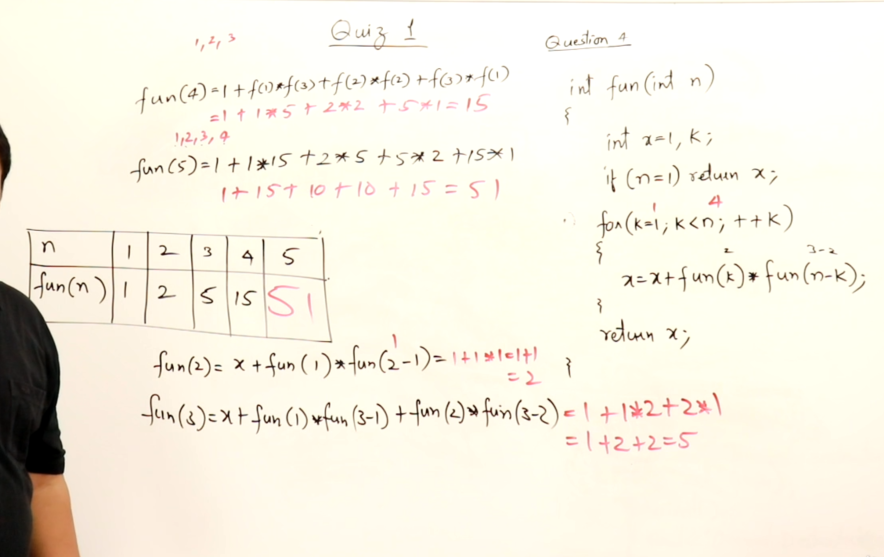 Quiz 1
1, 2, 3
fun(4)=1+f(1)*f(3)+f(2)*f(2)+f(3)*f(1)
=1+1*5+2*2+5*1=15
1,2,3,4
fun(5)=1+1*15+2*5+5*2+15*1
1+15+10+10+15=51
n 1 2 3 4 5
fun(n) 1 2 5 15 51
1
fun(2)= x+fun(1)*fun(2-1)=1+1*1=1+1
=2
fun(3)=x+fun(1)*fun(3-1)+fun(2)*fun(3-2)=1+1*2+2*1
=1+2+2=5
Question 4
int fun(int n)
{
int x=1, k;
if (n=1) return x;
1 4
for(k=1; k<n; ++k)
{
2 3-2
x=x+fun(k)*fun(n-k);
}
return x;
}